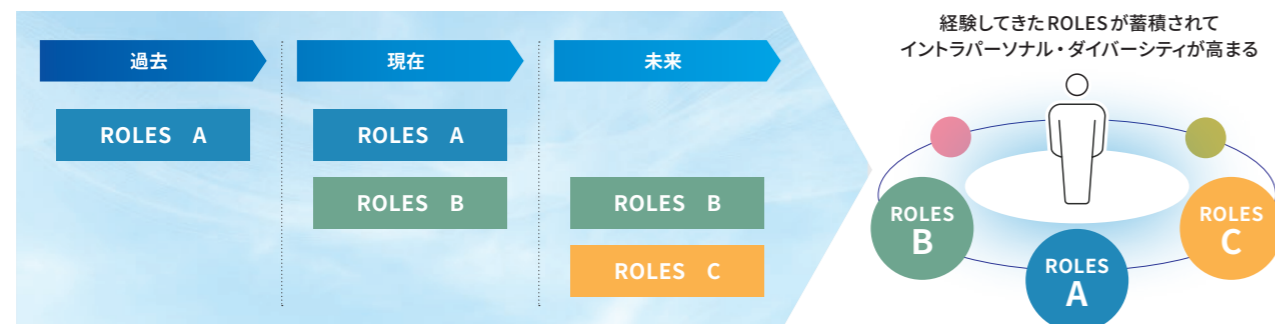 経験してきたROLESが蓄積されて
イントラパーソナル・ダイバーシティが高まる
過去
現在
未来
ROLES A
ROLES A
ROLES B
ROLES B
ROLES C
ROLES
B
ROLES
A
ROLES
C